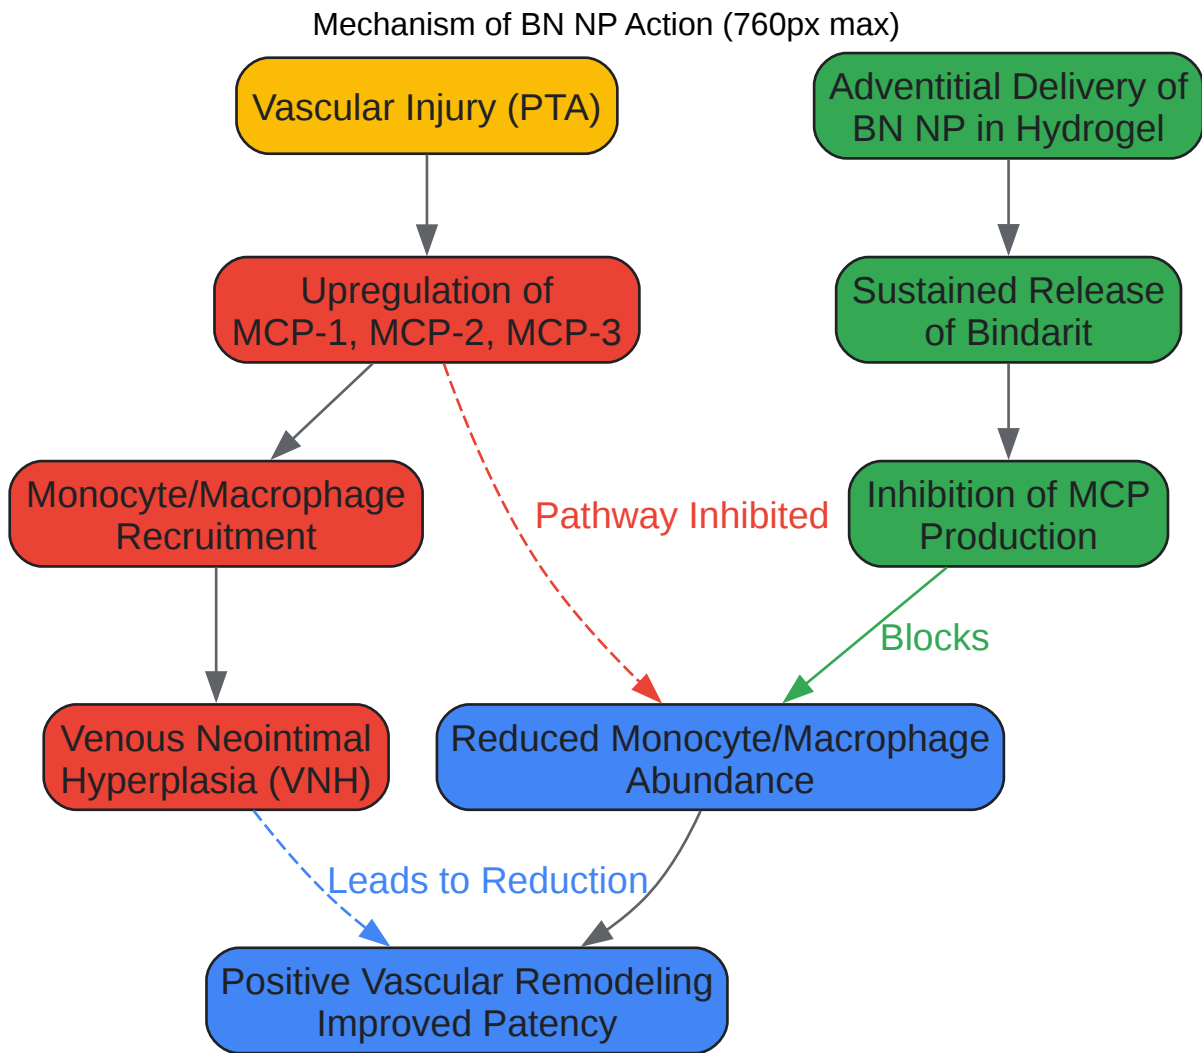 Mechanism of BN NP Action (760px max)
Vascular Injury (PTA)
Adventitial Delivery of
BN NP in Hydrogel
Upregulation of
MCP-1, MCP-2, MCP-3
Sustained Release
of Bindarit
Monocyte/Macrophage
Recruitment
Pathway Inhibited
Inhibition of MCP
Production
Blocks
Venous Neointimal
Hyperplasia (VNH)
Reduced Monocyte/Macrophage
Abundance
Leads to Reduction
Positive Vascular Remodeling
Improved Patency